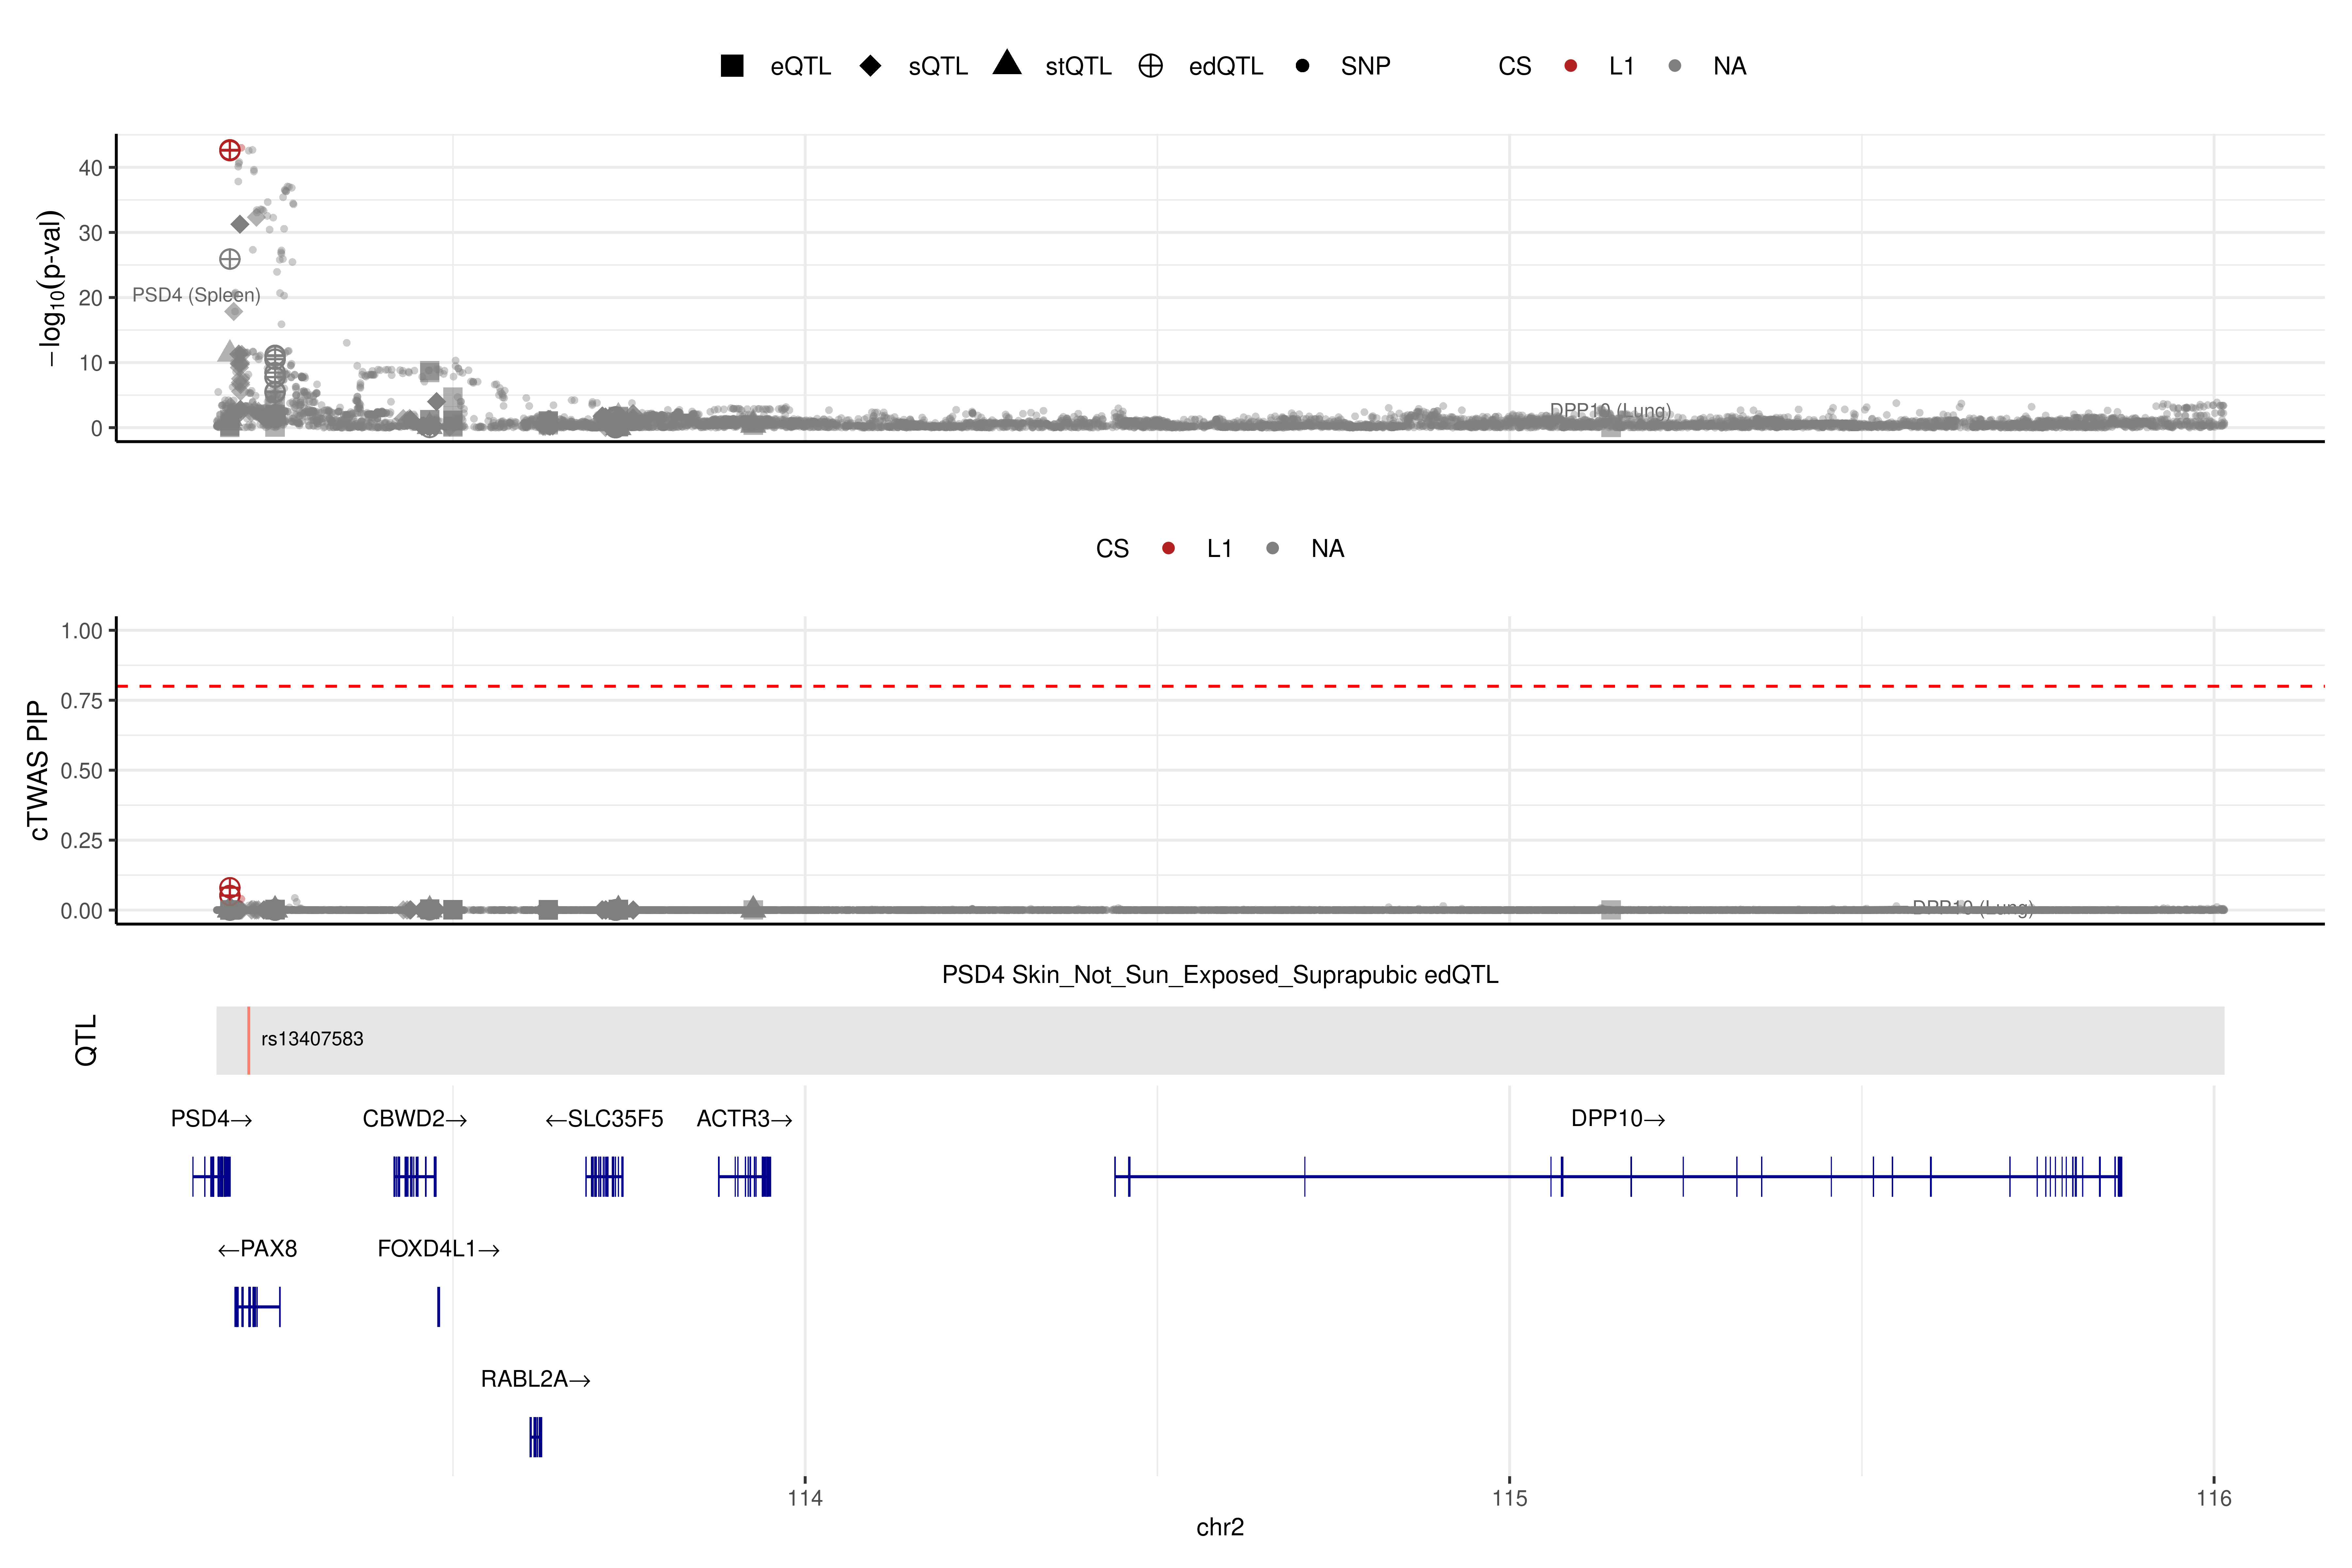 eQTL sQTL stQTL edQTL SNP CS L1 NA
−log10(p-val)
40
30
20
10
0
PSD4 (Spleen)
DPP10 (Lung)
CS L1 NA
cTWAS PIP
1.00
0.75
0.50
0.25
0.00
DPP10 (Lung)
PSD4 Skin_Not_Sun_Exposed_Suprapubic edQTL
QTL
rs13407583
PSD4→ CBWD2→ ←SLC35F5 ACTR3→ DPP10→
←PAX8 FOXD4L1→
RABL2A→
114 115 116
chr2